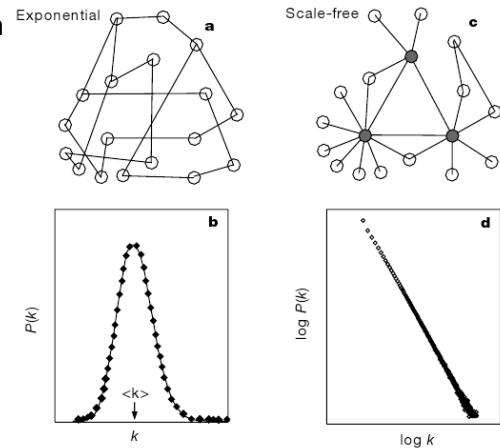 Exponential
a
Scale-free
c
b
P(k)
<k>
k
d
log P(k)
log k